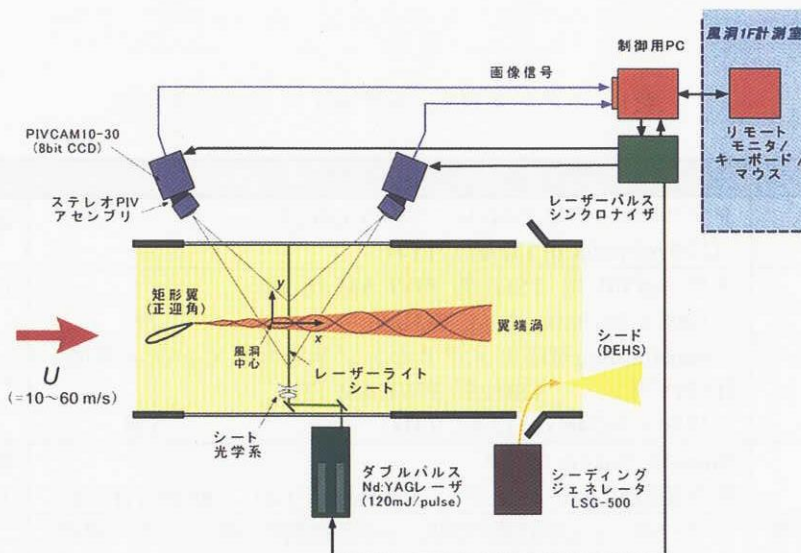 風洞1F計測室
制御用PC
画像信号
PIVCAM10-30
(8bit CCD)
リモート
モニタ/
キーボード/
マウス
ステレオPIV
アセンブリ
レーザーパルス
シンクロナイザ
矩形翼
(正迎角)
y
x
風洞
中心
翼端渦
シード
(DEHS)
レーザーライト
シート
U
(=10〜60 m/s)
シート
光学系
ダブルパルス
Nd:YAGレーザ
(120mJ/pulse)
シーディング
ジェネレータ
LSG-500